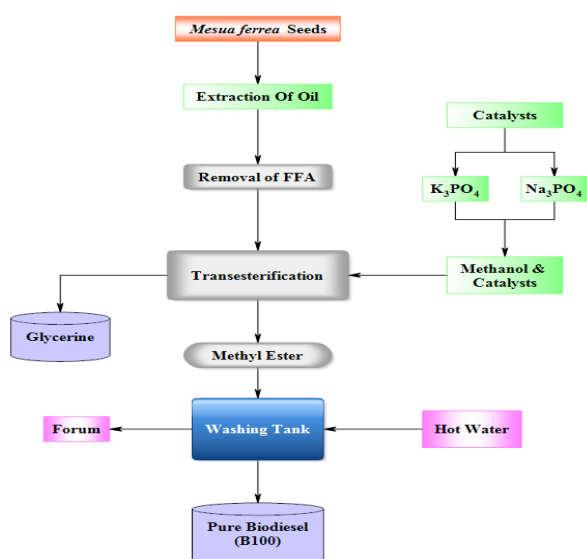 Mesua ferrea Seeds
Extraction Of Oil
Catalysts
Removal of FFA
K₃PO₄
Na₃PO₄
Transesterification
Methanol &
Catalysts
Glycerine
Methyl Ester
Forum
Washing Tank
Hot Water
Pure Biodiesel
(B100)